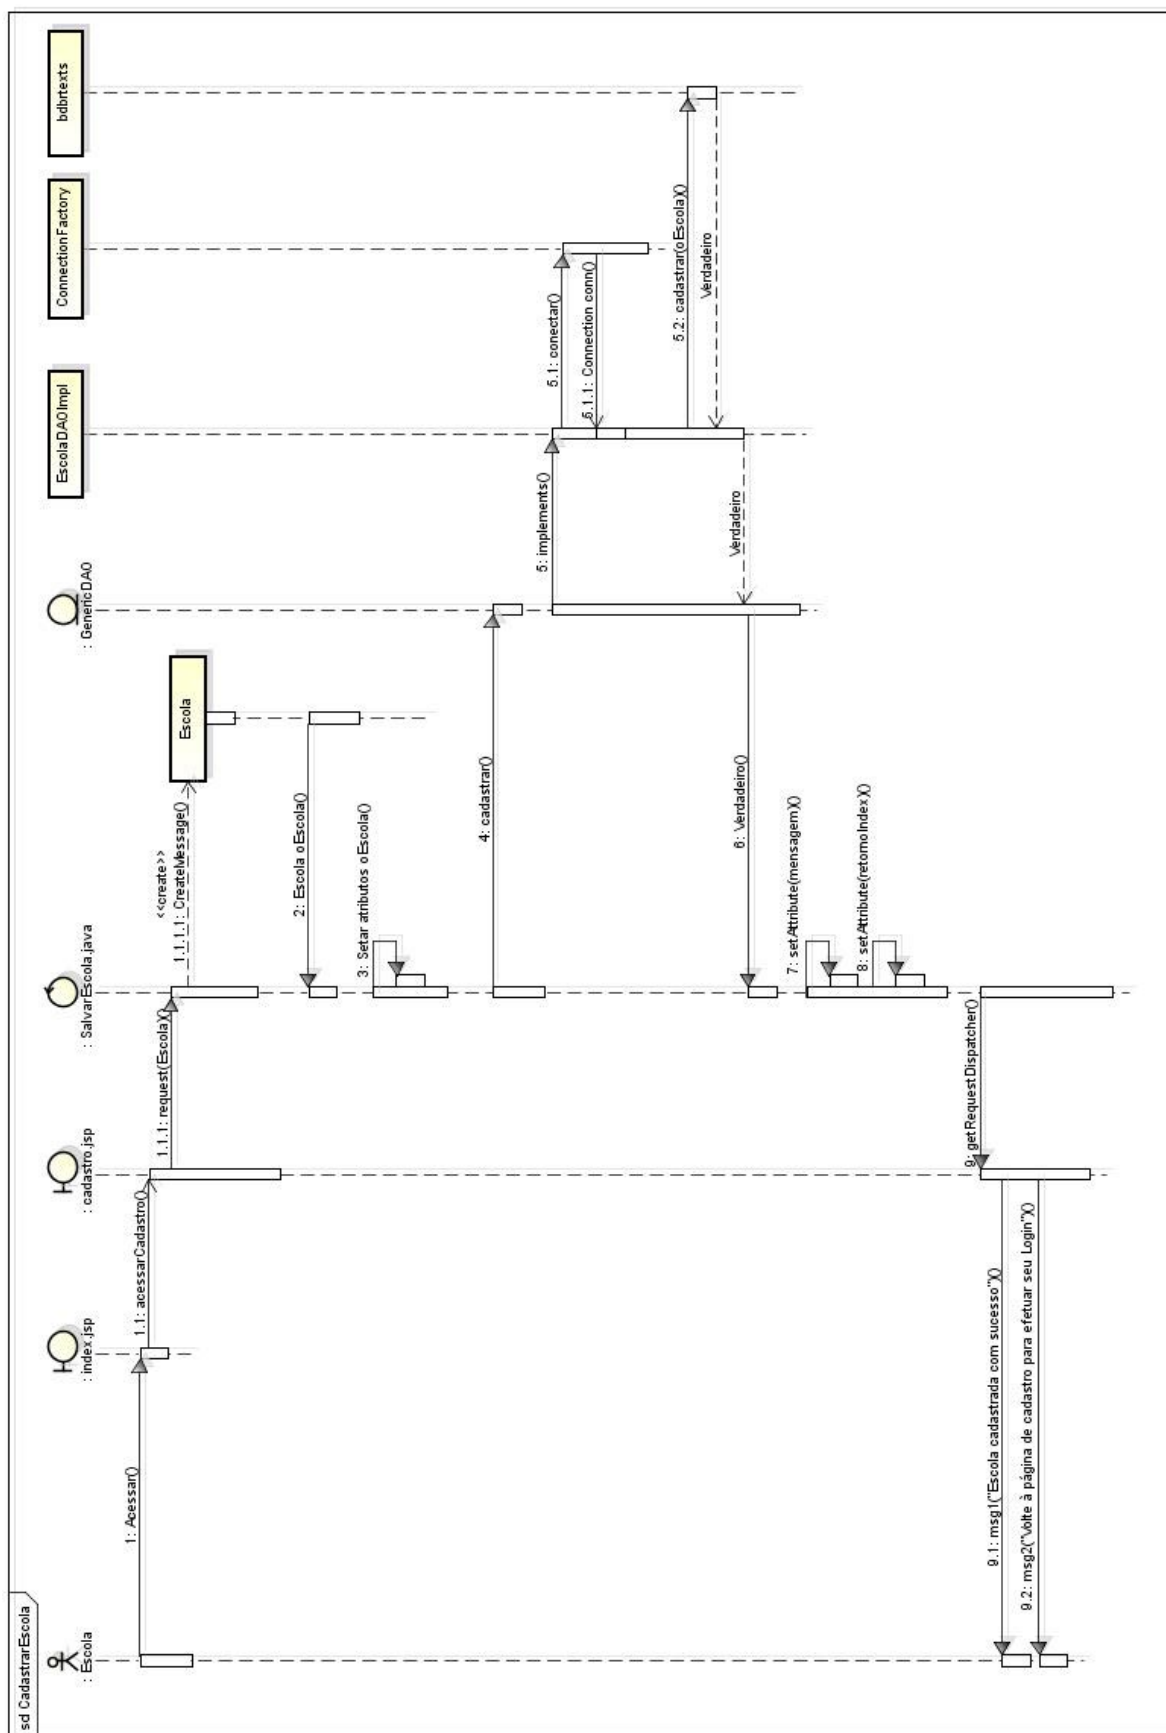 sd CadastrarEscola
: Escola
: index.jsp
: cadastro.jsp
: SalvarEscola.java
Escola
: GenericDAO
EscolaDAOImpl
ConnectionFactory
bdbrtexts
1: Acessar()
1.1: acessarCadastro()
1.1.1: request(Escola)()
<<create>>
1.1.1.1: CreateMessage()
2: Escola oEscola()
3: Setar atributos oEscola()
4: cadastrar()
5: implements()
5.1: conectar()
5.1.1: Connection conn()
5.2: cadastrar(oEscola)()
Verdadeiro
Verdadeiro
6: Verdadeiro()
7: setAttribute(mensagem)()
8: setAttribute(retornoIndex)()
9: getRequestDispatcher()
9.1: msg1("Escola cadastrada com sucesso")()
9.2: msg2("Volte à página de cadastro para efetuar seu Login")()